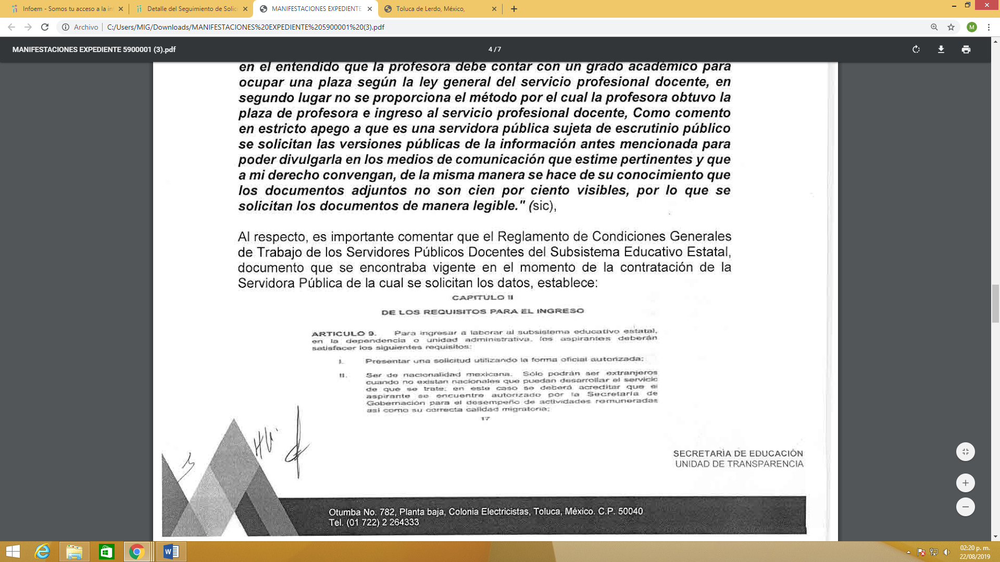 Infoem - Somos tu acceso a la in
Detalle del Seguimiento de Solici
MANIFESTACIONES EXPEDIENTE
Toluca de Lerdo, México,
Archivo
C:/Users/MIG/Downloads/MANIFESTACIONES%20EXPEDIENTE%205900001%20(3).pdf
M
MANIFESTACIONES EXPEDIENTE 5900001 (3).pdf
4 / 7
en el entendido que la profesora debe contar con un grado académico para
ocupar una plaza según la ley general del servicio profesional docente, en
segundo lugar no se proporciona el método por el cual la profesora obtuvo la
plaza de profesora e ingreso al servicio profesional docente, Como comento
en estricto apego a que es una servidora pública sujeta de escrutinio público
se solicitan las versiones públicas de la información antes mencionada para
poder divulgarla en los medios de comunicación que estime pertinentes y que
a mi derecho convengan, de la misma manera se hace de su conocimiento que
los documentos adjuntos no son cien por ciento visibles, por lo que se
solicitan los documentos de manera legible." (sic),
Al respecto, es importante comentar que el Reglamento de Condiciones Generales
de Trabajo de los Servidores Públicos Docentes del Subsistema Educativo Estatal,
documento que se encontraba vigente en el momento de la contratación de la
Servidora Pública de la cual se solicitan los datos, establece:
CAPITULO II
DE LOS REQUISITOS PARA EL INGRESO
ARTICULO 9. Para ingresar a laborar al subsistema educativo estatal,
en la dependencia o unidad administrativa, los aspirantes deberán
satisfacer los siguientes requisitos:
I. Presentar una solicitud utilizando la forma oficial autorizada;
II. Ser de nacionalidad mexicana. Sólo podrán ser extranjeros
cuando no existan nacionales que puedan desarrollar el servicio
de que se trate; en este caso se deberá acreditar que el
aspirante se encuentre autorizado por la Secretaría de
Gobernación para el desempeño de actividades remuneradas
así como su correcta calidad migratoria;
17
SECRETARÍA DE EDUCACIÓN
UNIDAD DE TRANSPARENCIA
Otumba No. 782, Planta baja, Colonia Electricistas, Toluca, México. C.P. 50040
Tel. (01 722) 2 264333
02:20 p. m.
22/08/2019